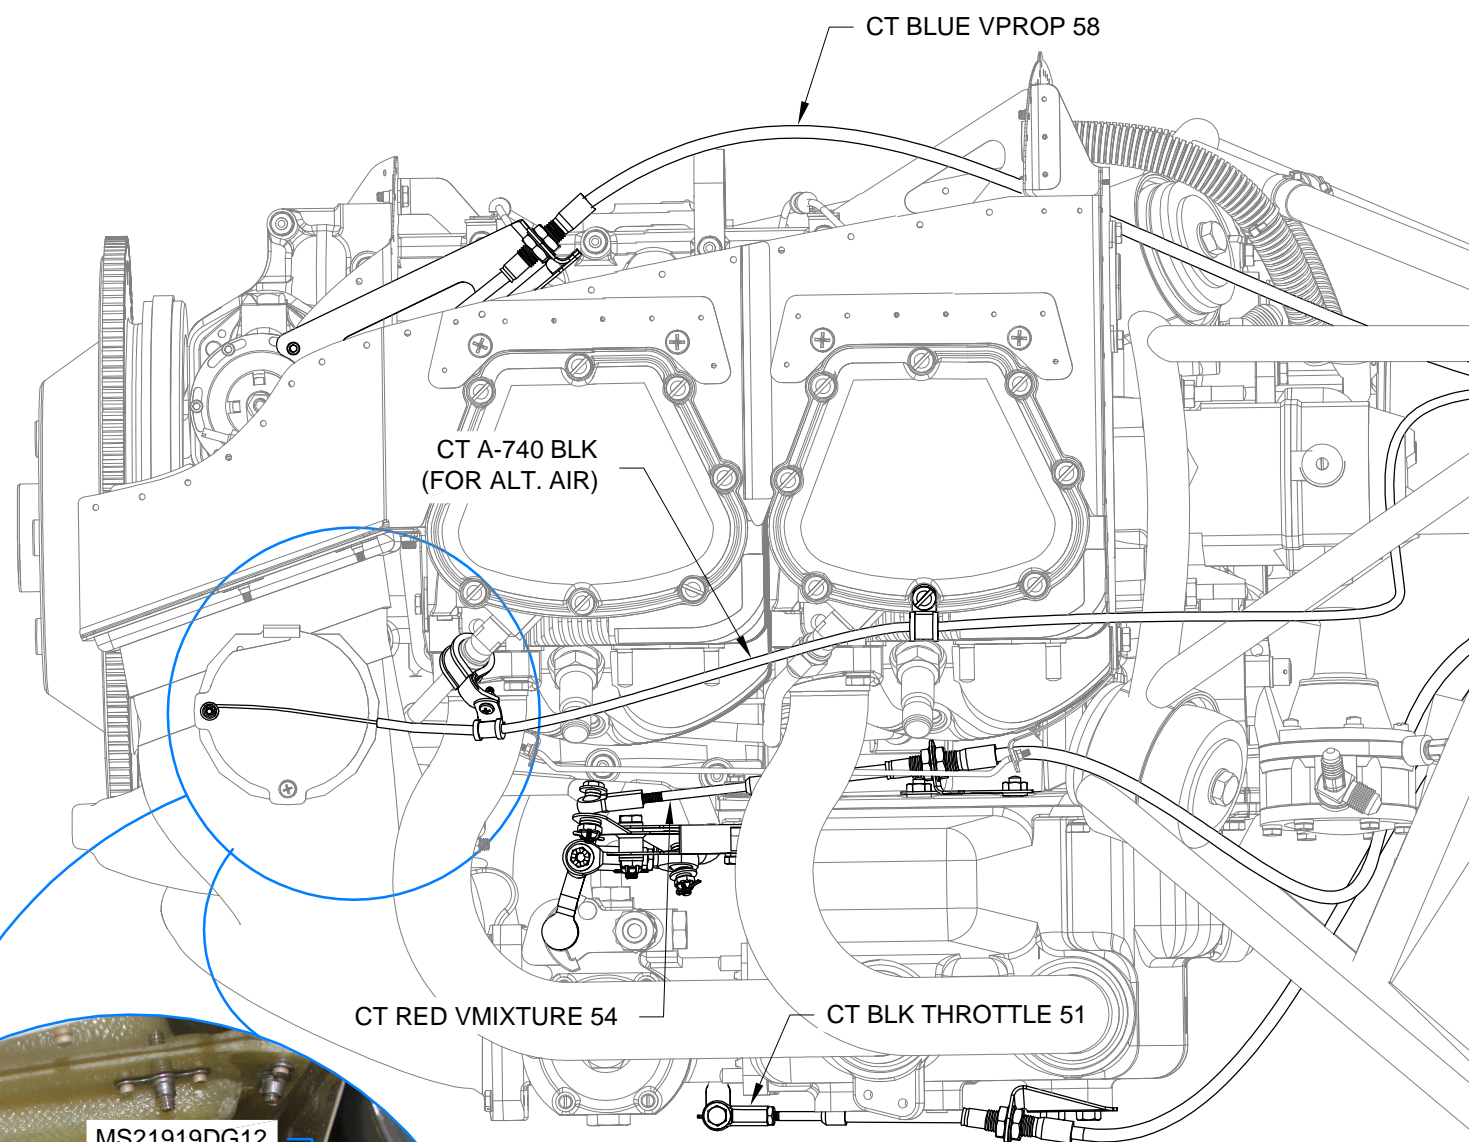 CT BLUE VPROP 58
CT A-740 BLK
(FOR ALT. AIR)
CT RED VMIXTURE 54
CT BLK THROTTLE 51
MS21919DG12